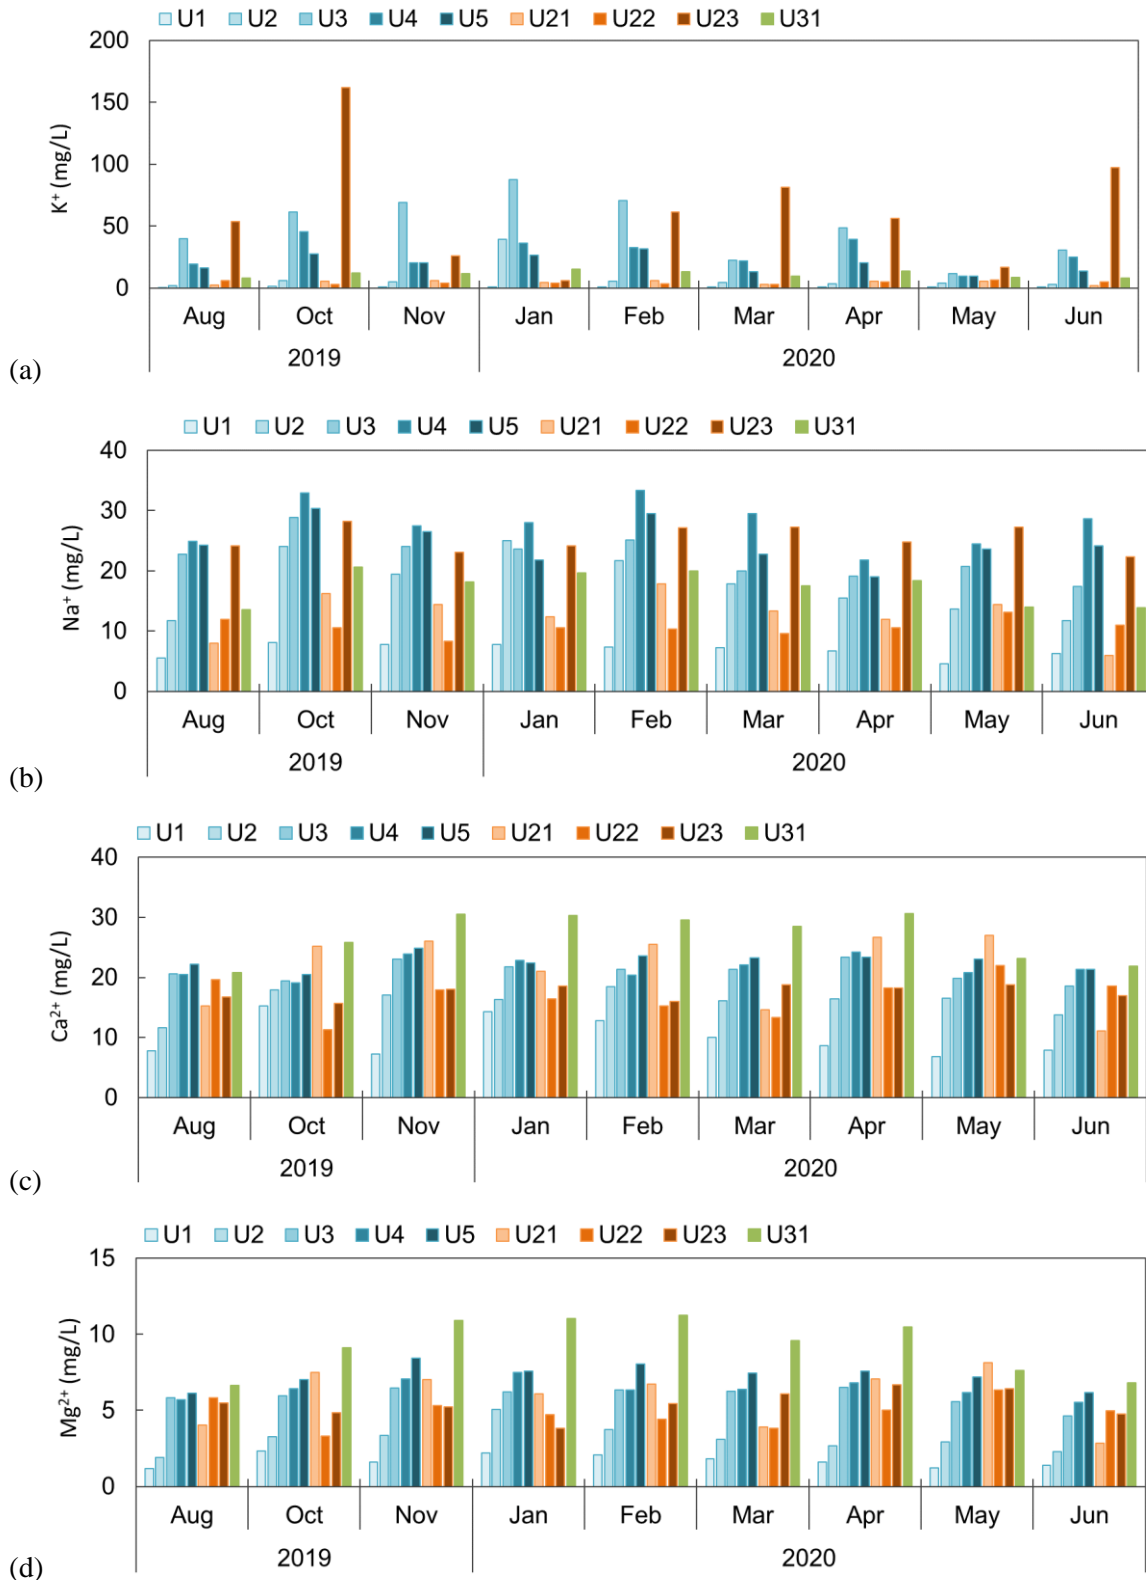 U1 U2 U3 U4 U5 U21 U22 U23 U31
200
150
100
50
0
K⁺ (mg/L)
Aug Oct Nov Jan Feb Mar Apr May Jun
2019 2020
(a)
U1 U2 U3 U4 U5 U21 U22 U23 U31
40
30
20
10
0
Na⁺ (mg/L)
Aug Oct Nov Jan Feb Mar Apr May Jun
2019 2020
(b)
U1 U2 U3 U4 U5 U21 U22 U23 U31
40
30
20
10
0
Ca²⁺ (mg/L)
Aug Oct Nov Jan Feb Mar Apr May Jun
2019 2020
(c)
U1 U2 U3 U4 U5 U21 U22 U23 U31
15
10
5
0
Mg²⁺ (mg/L)
Aug Oct Nov Jan Feb Mar Apr May Jun
2019 2020
(d)